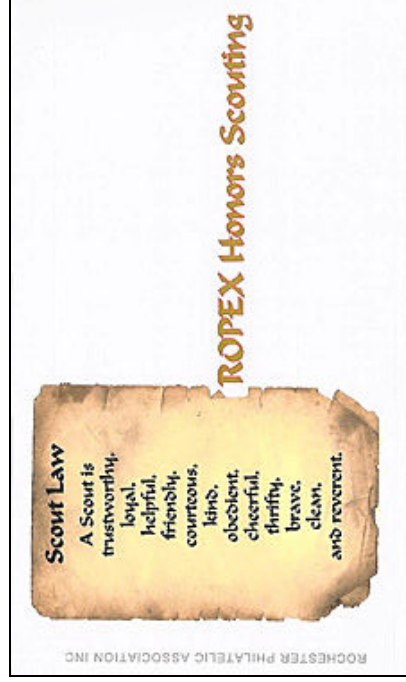 ROPEX Honors Scouting
Scout Law
A Scout is
trustworthy,
loyal,
helpful,
friendly,
courteous,
kind,
obedient,
cheerful,
thrifty,
brave,
clean,
and reverent.
ROCHESTER PHILATELIC ASSOCIATION INC